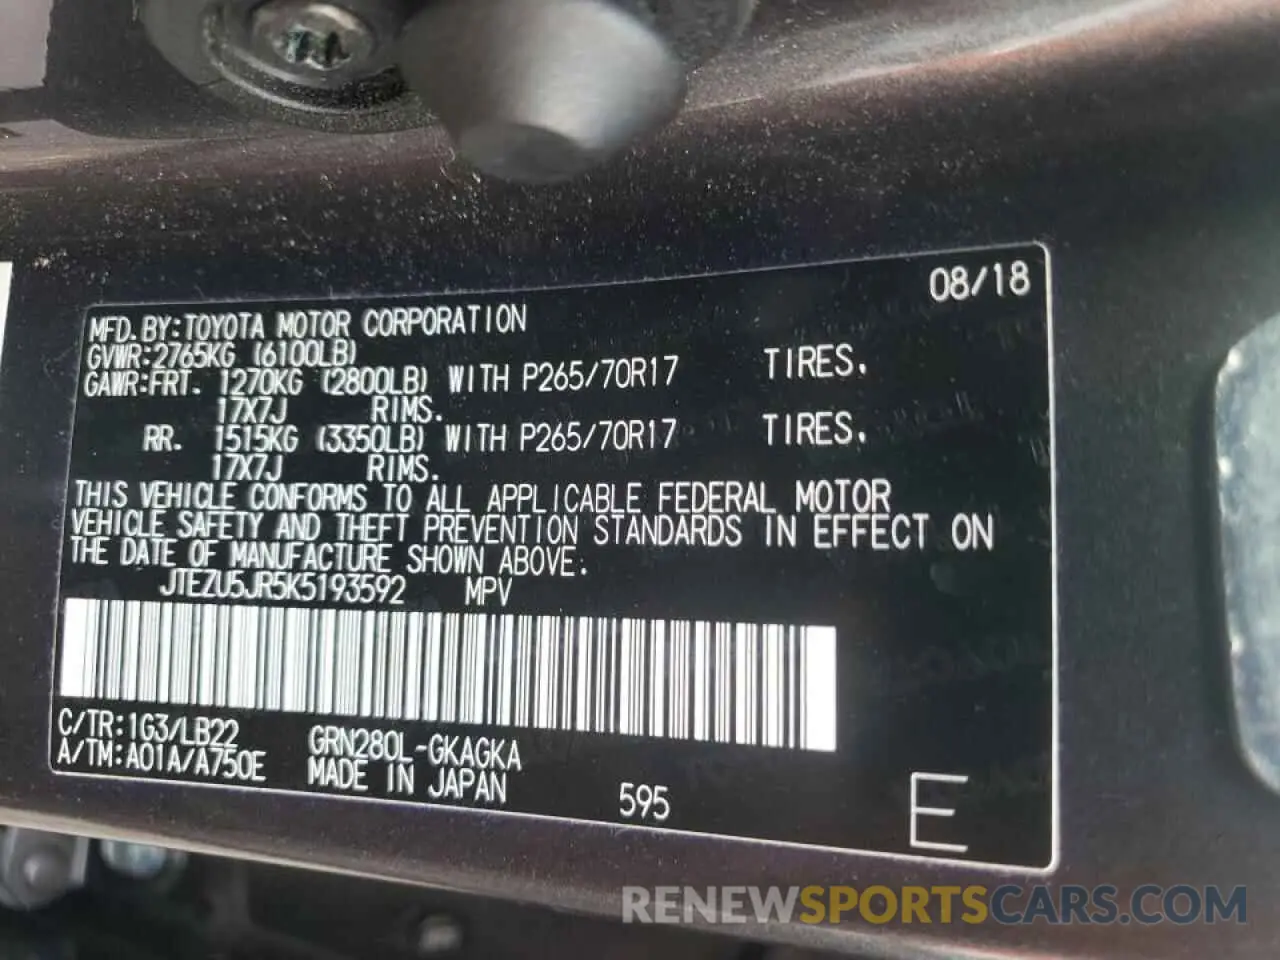 08/18
MFD. BY:TOYOTA MOTOR CORPORATION
GVWR:2765KG (6100LB)
GAWR:FRT. 1270KG (2800LB) WITH P265/70R17 TIRES.
17X7J RIMS.
RR. 1515KG (3350LB) WITH P265/70R17 TIRES.
17X7J RIMS.
THIS VEHICLE CONFORMS TO ALL APPLICABLE FEDERAL MOTOR
VEHICLE SAFETY AND THEFT PREVENTION STANDARDS IN EFFECT ON
THE DATE OF MANUFACTURE SHOWN ABOVE.
JTEZU5JR5K5193592 MPV
C/TR:1G3/LB22 GRN280L-GKAGKA
A/TM:A01A/A750E MADE IN JAPAN
595
E
RENEWSPORTSCARS.COM